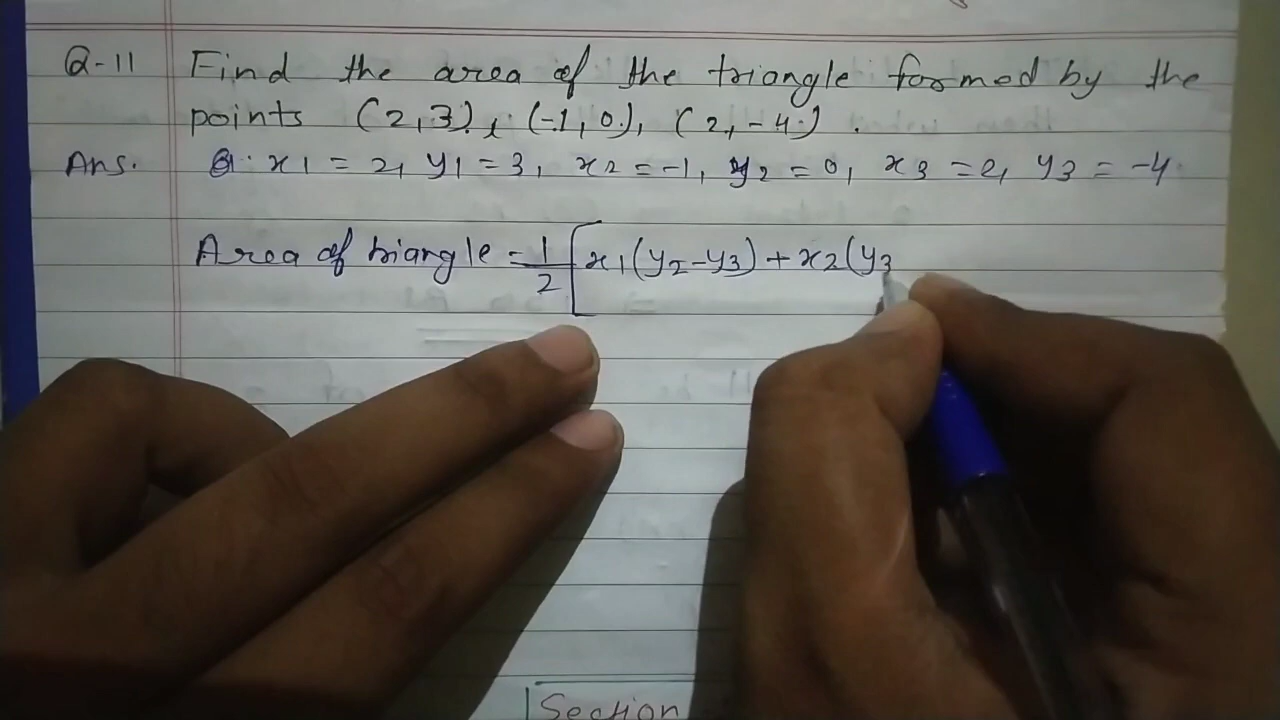 Q-11 Find the area of the triangle formed by the
points (2,3), (-1,0), (2,-4).
Ans. x1 = 2, y1 = 3, x2 = -1, y2 = 0, x3 = 2, y3 = -4
Area of triangle = 1/2 [x1(y2-y3) + x2(y3
Section